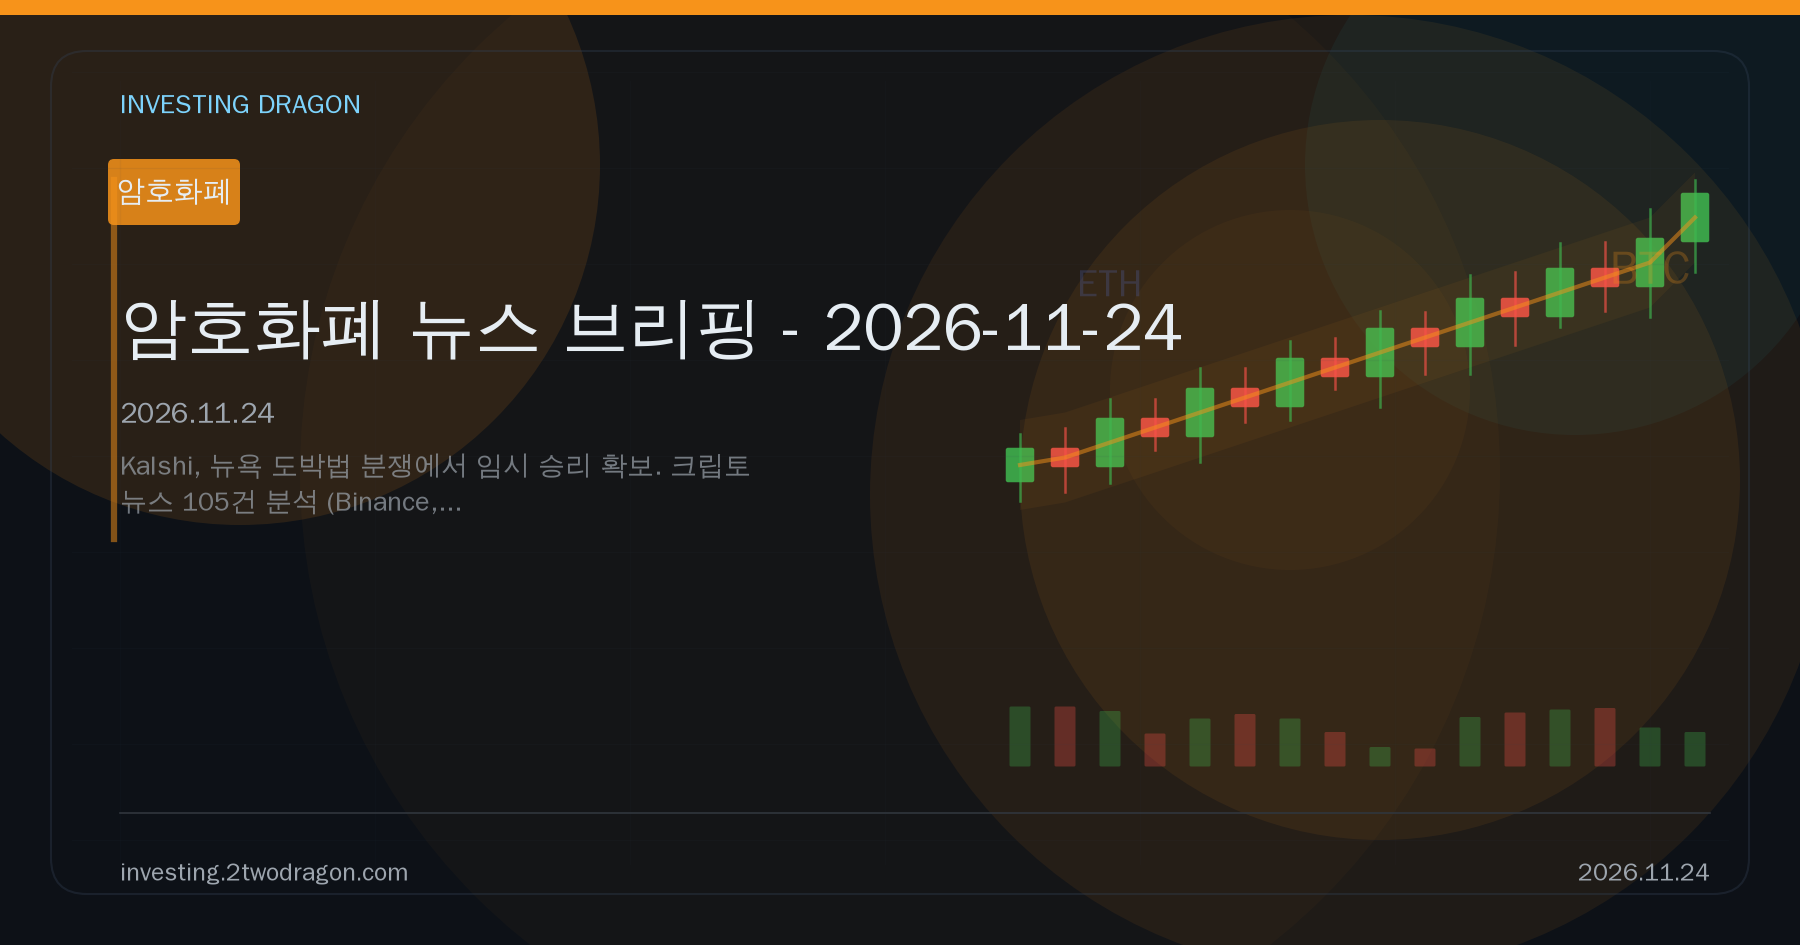 INVESTING DRAGON
암호화폐
ETH
BTC
암호화폐 뉴스 브리핑 - 2026-11-24
2026.11.24
Kalshi, 뉴욕 도박법 분쟁에서 임시 승리 확보. 크립토
뉴스 105건 분석 (Binance,...
investing.2twodragon.com
2026.11.24